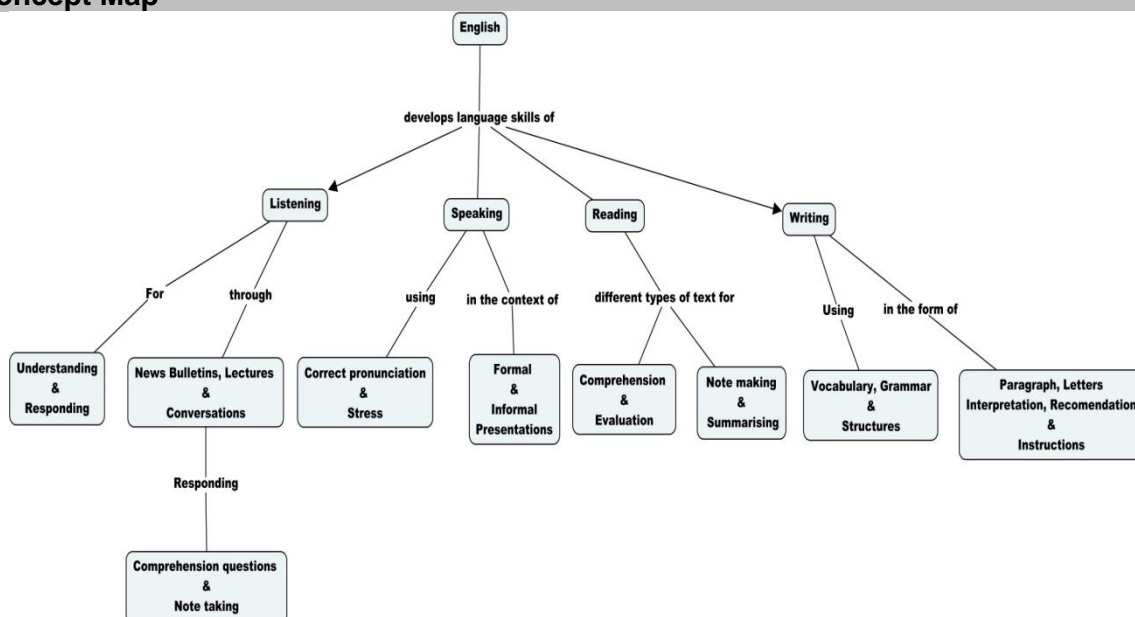 English
develops language skills of
Listening
Speaking
Reading
Writing
For
through
using
in the context of
different types of text for
Using
in the form of
Understanding
&
Responding
News Bulletins, Lectures
&
Conversations
Correct pronunciation
&
Stress
Formal
&
Informal
Presentations
Comprehension
&
Evaluation
Note making
&
Summarising
Vocabulary, Grammar
&
Structures
Paragraph, Letters
Interpretation, Recomendation
&
Instructions
Responding
Comprehension questions
&
Note taking